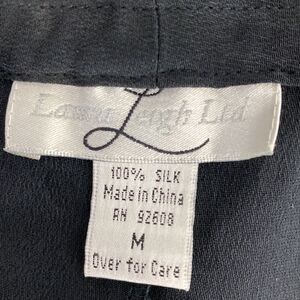 Laura Leigh Ltd
L
100% SILK
Made in China
RN 92608
M
Over for Care